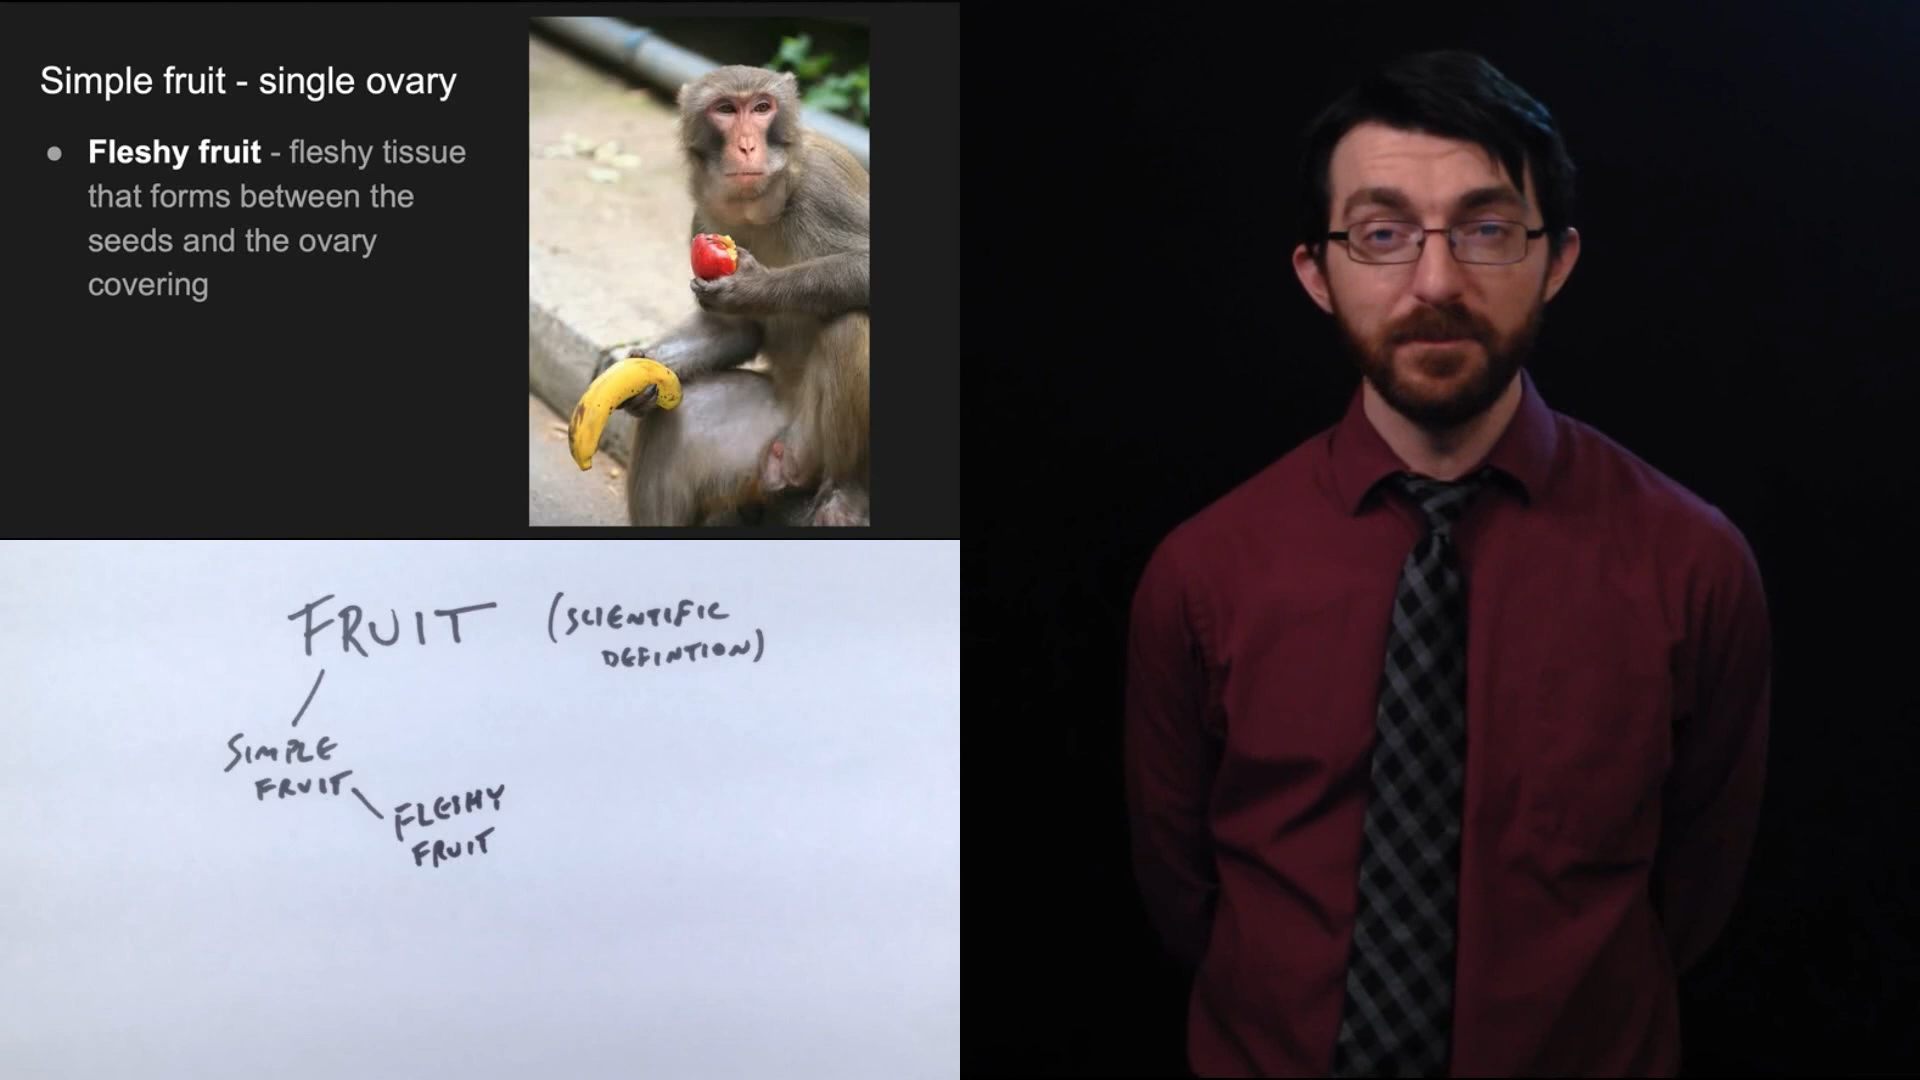 Simple fruit - single ovary
● Fleshy fruit - fleshy tissue
that forms between the
seeds and the ovary
covering
FRUIT (SCIENTIFIC
DEFINTION)
SIMPLE
FRUIT
FLESHY
FRUIT